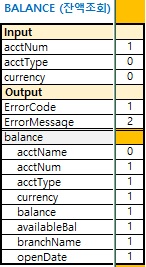 BALANCE (잔액조회)
Input
acctNum 1
acctType 0
currency 0
Output
ErrorCode 1
ErrorMessage 2
balance
acctName 0
acctNum 1
acctType 1
currency 1
balance 1
availableBal 1
branchName 1
openDate 1